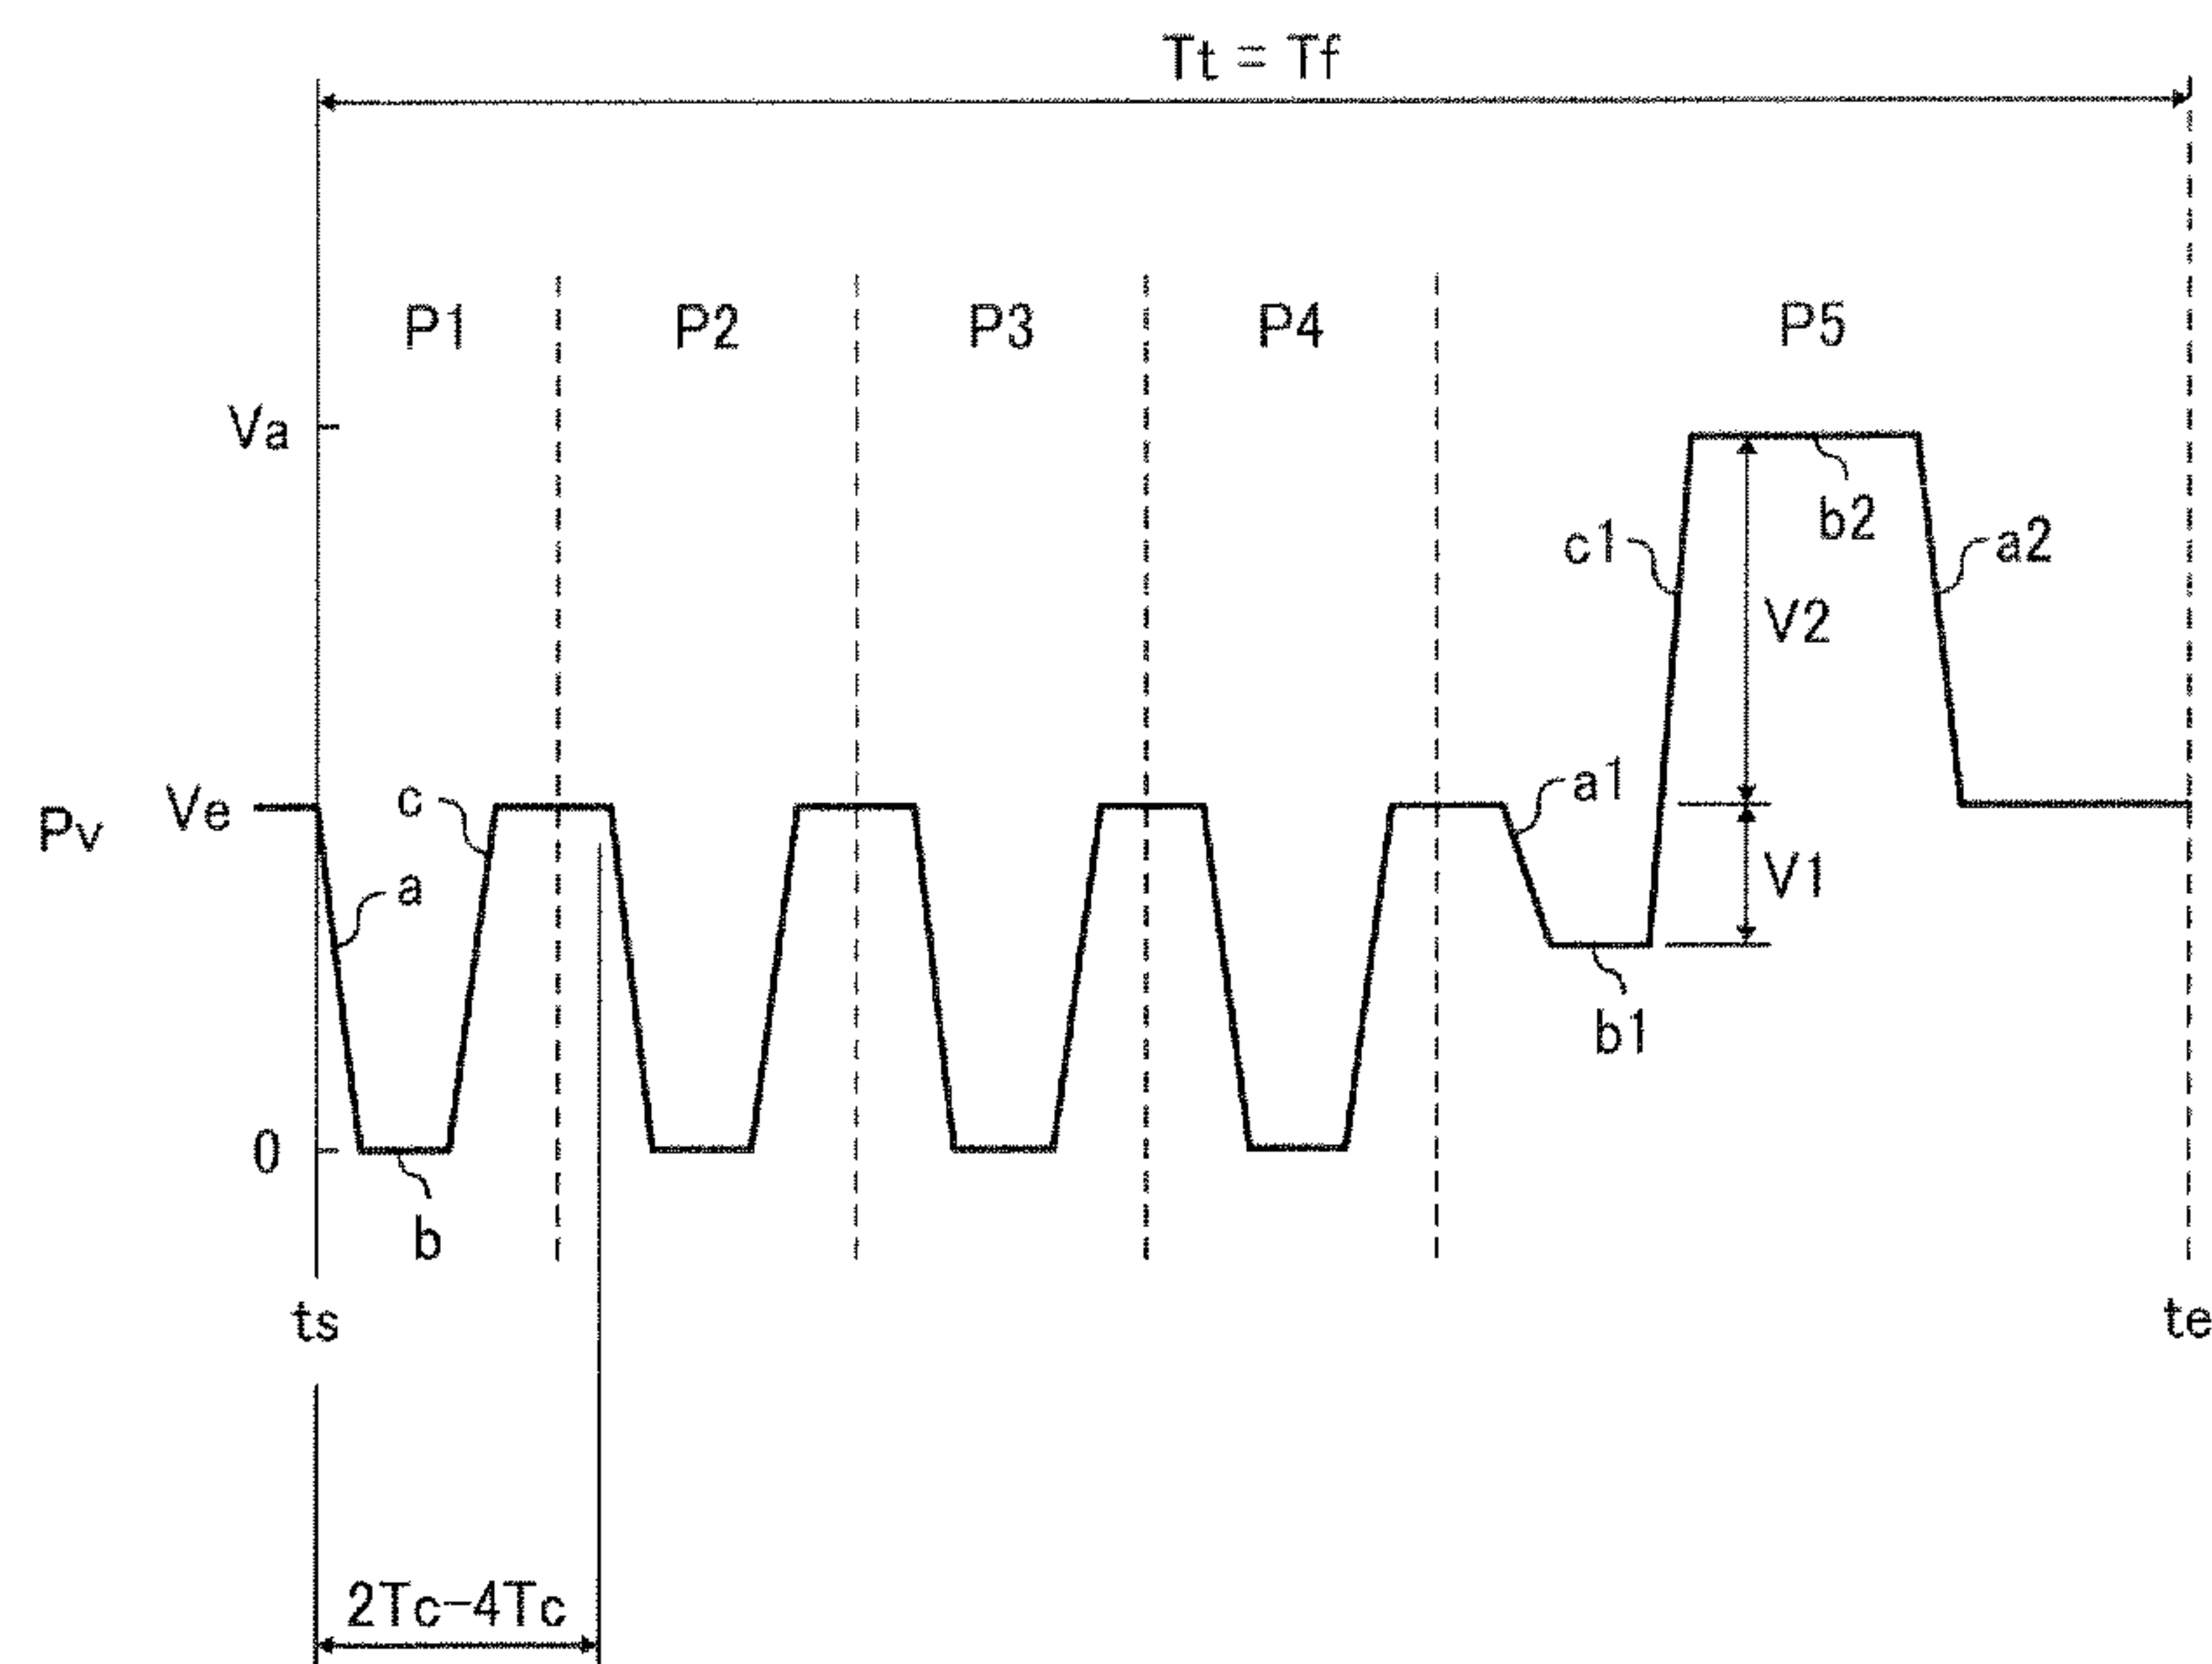 Tt = Tf
P1 P2 P3 P4 P5
Va
b2
c1
a2
V2
a1
c
Ve
Pv
a
V1
b1
0
b
ts
te
2Tc-4Tc